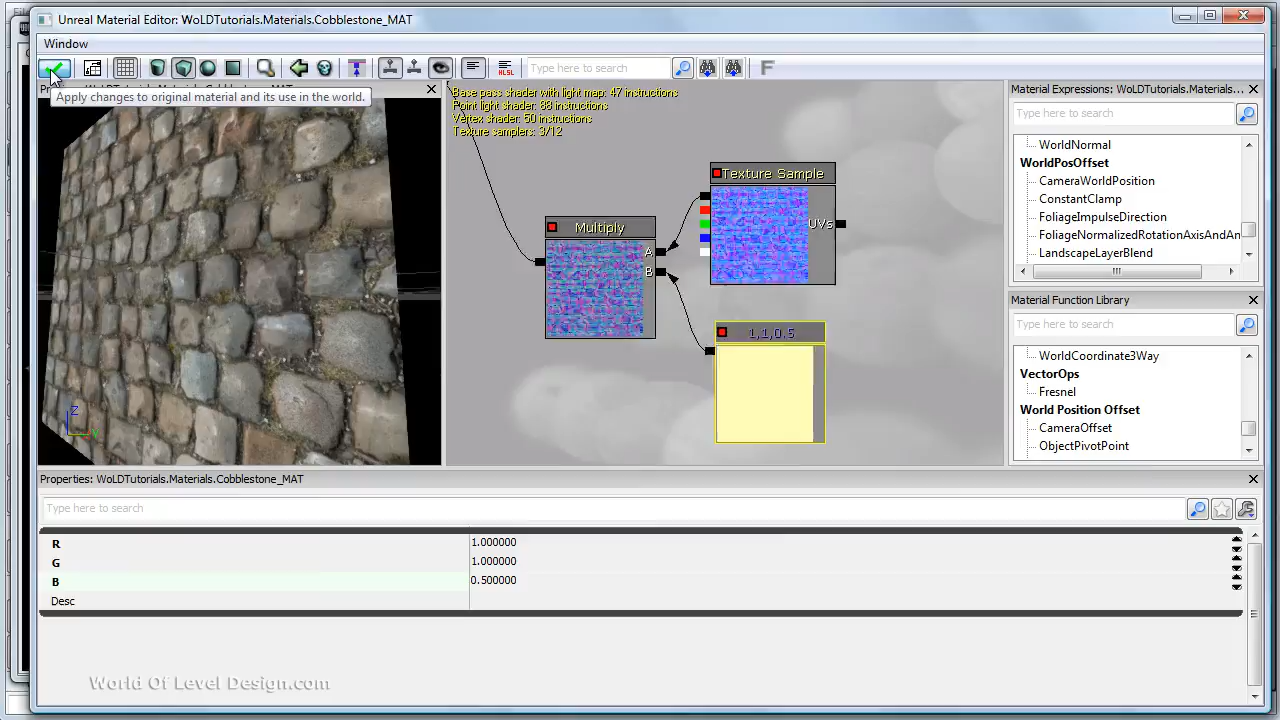 Unreal Material Editor: WoLDTutorials.Materials.Cobblestone_MAT
Window
HLSL
Type here to search
F
Apply changes to original material and its use in the world.
Base pass shader with light map: 47 instructions
Point light shader: 88 instructions
Vertex shader: 50 instructions
Texture samplers: 3/12
Multiply
A
B
Texture Sample
UVs
1,1,0.5
Z
Y
Material Expressions: WoLDTutorials.Materials...
Type here to search
WorldNormal
WorldPosOffset
CameraWorldPosition
ConstantClamp
FoliageImpulseDirection
FoliageNormalizedRotationAxisAndAn
LandscapeLayerBlend
Material Function Library
Type here to search
WorldCoordinate3Way
VectorOps
Fresnel
World Position Offset
CameraOffset
ObjectPivotPoint
Properties: WoLDTutorials.Materials.Cobblestone_MAT
Type here to search
R 1.000000
G 1.000000
B 0.500000
Desc
World Of Level Design.com